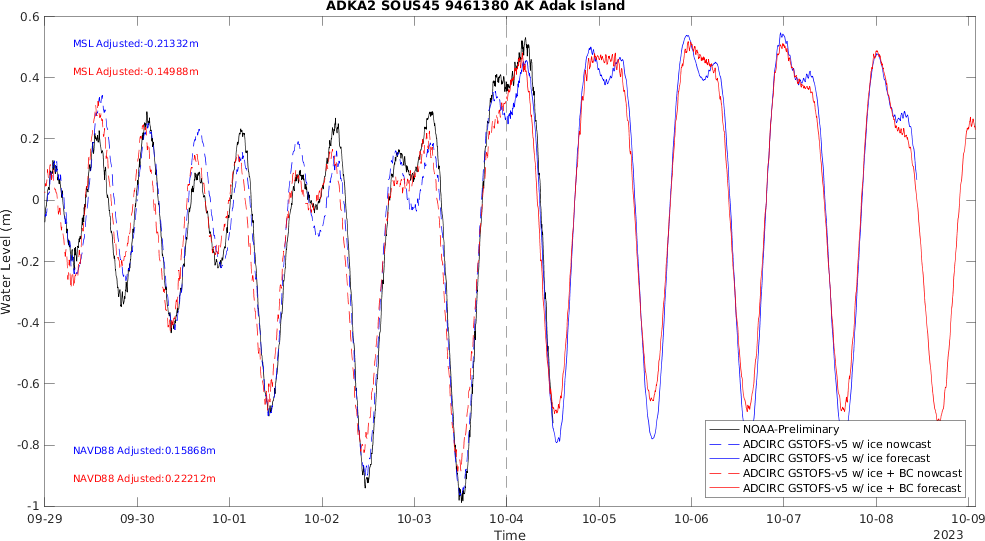 ADKA2 SOUS45 9461380 AK Adak Island
0.6
0.4
0.2
0
-0.2
-0.4
-0.6
-0.8
-1
Water Level (m)
MSL Adjusted:-0.21332m
MSL Adjusted:-0.14988m
NAVD88 Adjusted:0.15868m
NAVD88 Adjusted:0.22212m
NOAA-Preliminary
ADCIRC GSTOFS-v5 w/ ice nowcast
ADCIRC GSTOFS-v5 w/ ice forecast
ADCIRC GSTOFS-v5 w/ ice + BC nowcast
ADCIRC GSTOFS-v5 w/ ice + BC forecast
09-29 09-30 10-01 10-02 10-03 10-04 10-05 10-06 10-07 10-08 10-09
Time
2023